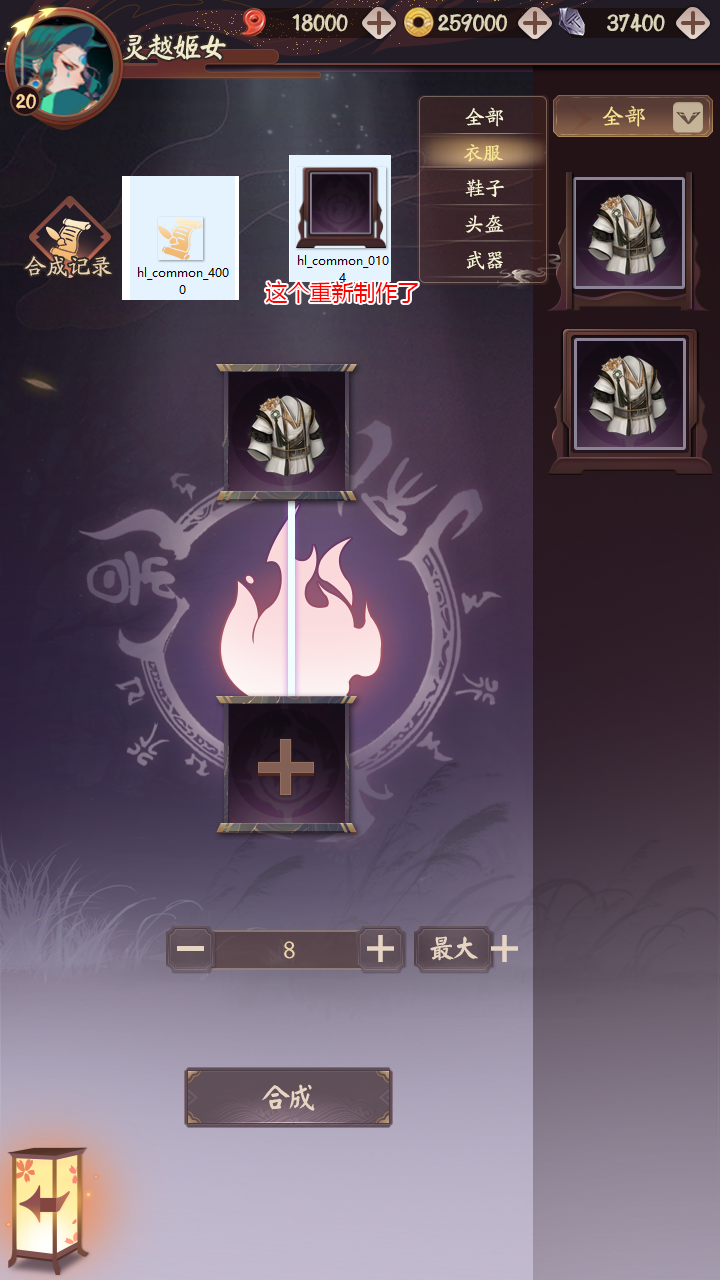 灵越姬女
18000
259000
37400
20
全部
全部
衣服
鞋子
头盔
武器
合成记录
hl_common_400
0
hl_common_010
4
这个重新制作了
8
最大
合成